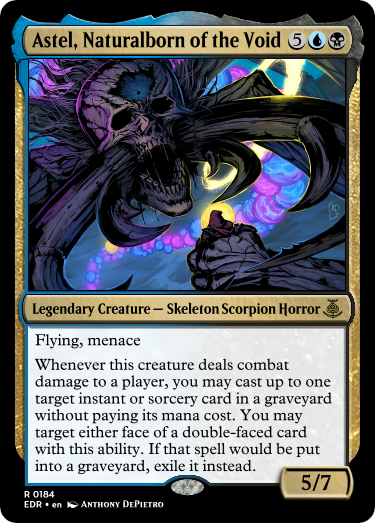 Astel, Naturalborn of the Void 5
Legendary Creature — Skeleton Scorpion Horror
Flying, menace
Whenever this creature deals combat
damage to a player, you may cast up to one
target instant or sorcery card in a graveyard
without paying its mana cost. You may
target either face of a double-faced card
with this ability. If that spell would be put
into a graveyard, exile it instead.
5/7
R 0184
EDR • en Anthony DePietro